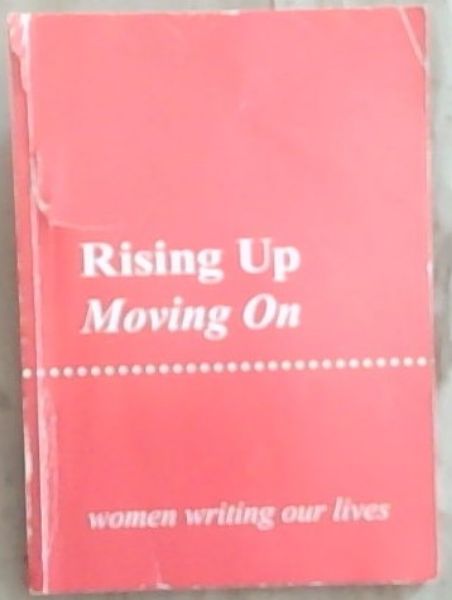 Rising Up
Moving On
women writing our lives